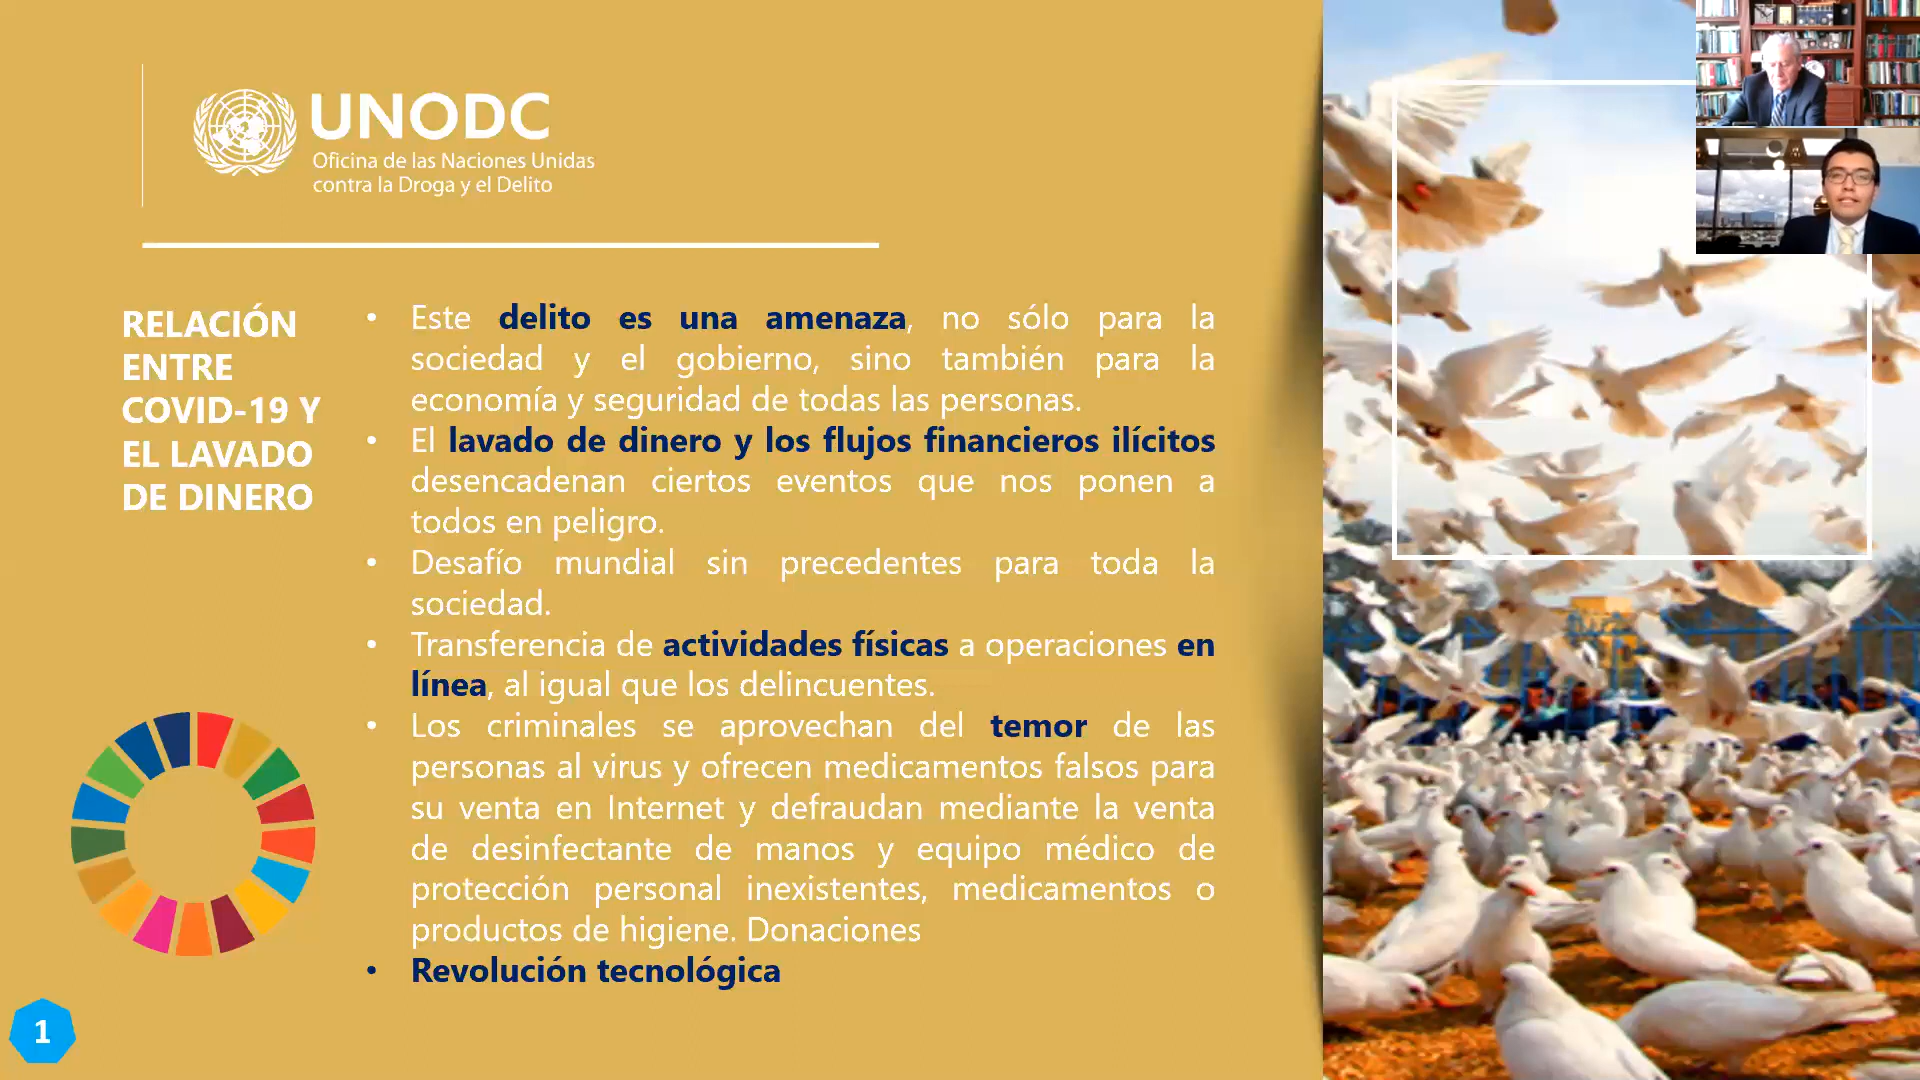 UNODC
Oficina de las Naciones Unidas
contra la Droga y el Delito
RELACIÓN
ENTRE
COVID-19 Y
EL LAVADO
DE DINERO
• Este delito es una amenaza, no sólo para la
sociedad y el gobierno, sino también para la
economía y seguridad de todas las personas.
• El lavado de dinero y los flujos financieros ilícitos
desencadenan ciertos eventos que nos ponen a
todos en peligro.
• Desafío mundial sin precedentes para toda la
sociedad.
• Transferencia de actividades físicas a operaciones en
línea, al igual que los delincuentes.
• Los criminales se aprovechan del temor de las
personas al virus y ofrecen medicamentos falsos para
su venta en Internet y defraudan mediante la venta
de desinfectante de manos y equipo médico de
protección personal inexistentes, medicamentos o
productos de higiene. Donaciones
• Revolución tecnológica
1